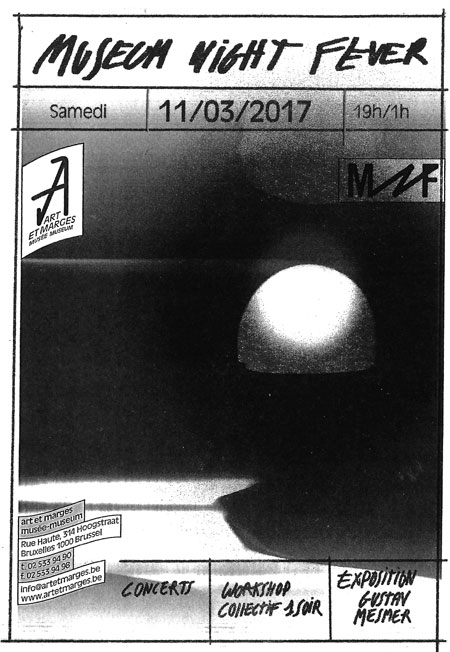 MUSEUM NIGHT FEVER
Samedi 11/03/2017 19h/1h
A
ART
ET MARGES
MUSÉE MUSEUM
MNF
art et marges
musée-museum
Rue Haute, 314 Hoogstraat
Bruxelles 1000 Brussel
t. 02 533 94 90
f. 02 533 94 98
info@artetmarges.be
www.artetmarges.be
CONCERTS
WORKSHOP
COLLECTIF 1 SOIR
EXPOSITION
GUSTAV
MESMER